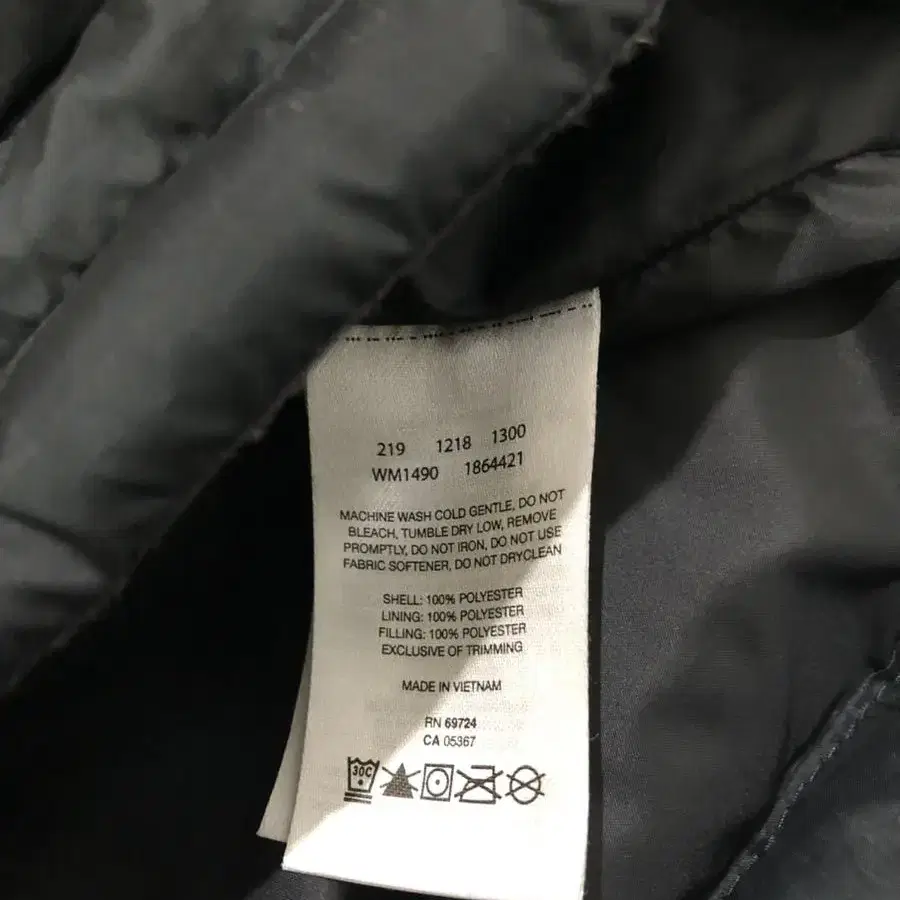 219 1218 1300
WM1490 1864421
MACHINE WASH COLD GENTLE, DO NOT
BLEACH, TUMBLE DRY LOW, REMOVE
PROMPTLY, DO NOT IRON, DO NOT USE
FABRIC SOFTENER, DO NOT DRYCLEAN
SHELL: 100% POLYESTER
LINING: 100% POLYESTER
FILLING: 100% POLYESTER
EXCLUSIVE OF TRIMMING
MADE IN VIETNAM
RN 69724
CA 05367
30C